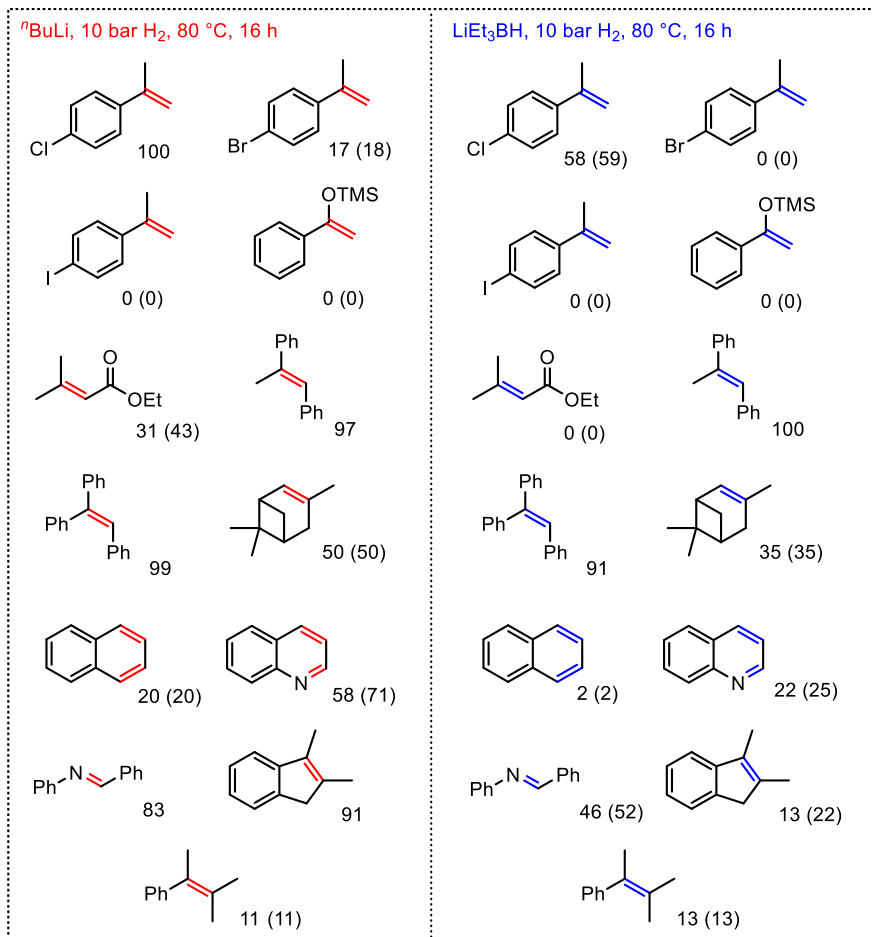 ⁿBuLi, 10 bar H₂, 80 °C, 16 h
Cl
100
Br
17 (18)
I
0 (0)
OTMS
0 (0)
O
OEt
31 (43)
Ph
Ph
97
Ph
Ph
Ph
99
50 (50)
20 (20)
N
58 (71)
Ph
N
Ph
83
91
Ph
11 (11)
LiEt₃BH, 10 bar H₂, 80 °C, 16 h
Cl
58 (59)
Br
0 (0)
I
0 (0)
OTMS
0 (0)
O
OEt
0 (0)
Ph
Ph
100
Ph
Ph
Ph
91
35 (35)
2 (2)
N
22 (25)
Ph
N
Ph
46 (52)
13 (22)
Ph
13 (13)